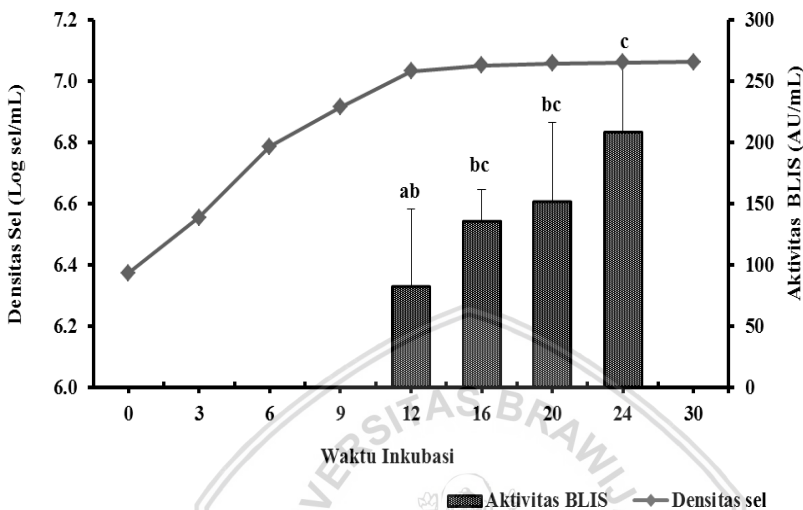 7.2
7.0
6.8
6.6
6.4
6.2
6.0
Densitas Sel (Log sel/mL)
300
250
200
150
100
50
0
Aktivitas BLIS (AU/mL)
ab
bc
bc
c
0 3 6 9 12 16 20 24 30
Waktu Inkubasi
VERSITAS BRAWIJ
Aktivitas BLIS Densitas sel